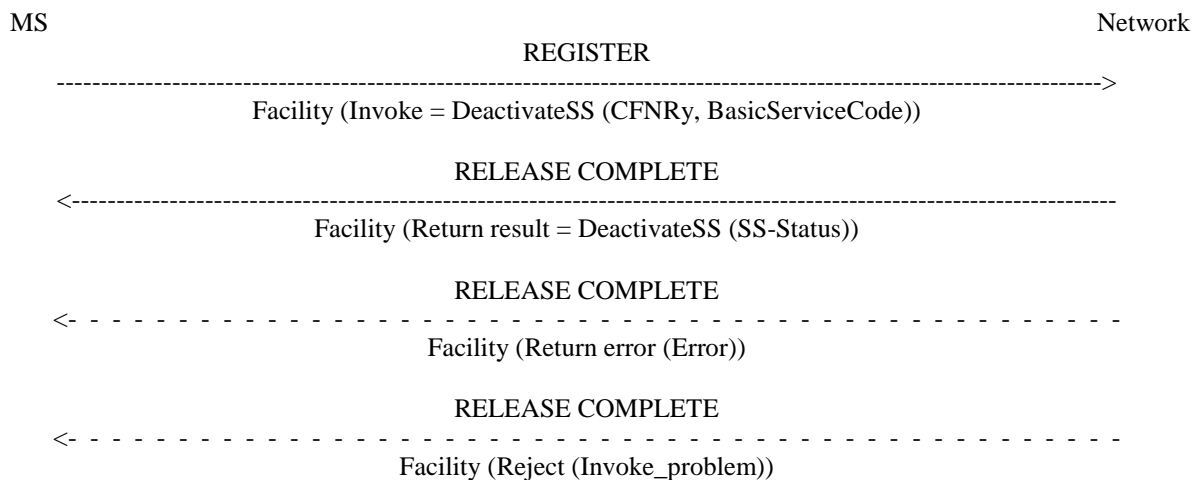 MS Network
REGISTER
Facility (Invoke = DeactivateSS (CFNRy, BasicServiceCode))
RELEASE COMPLETE
Facility (Return result = DeactivateSS (SS-Status))
RELEASE COMPLETE
Facility (Return error (Error))
RELEASE COMPLETE
Facility (Reject (Invoke_problem))